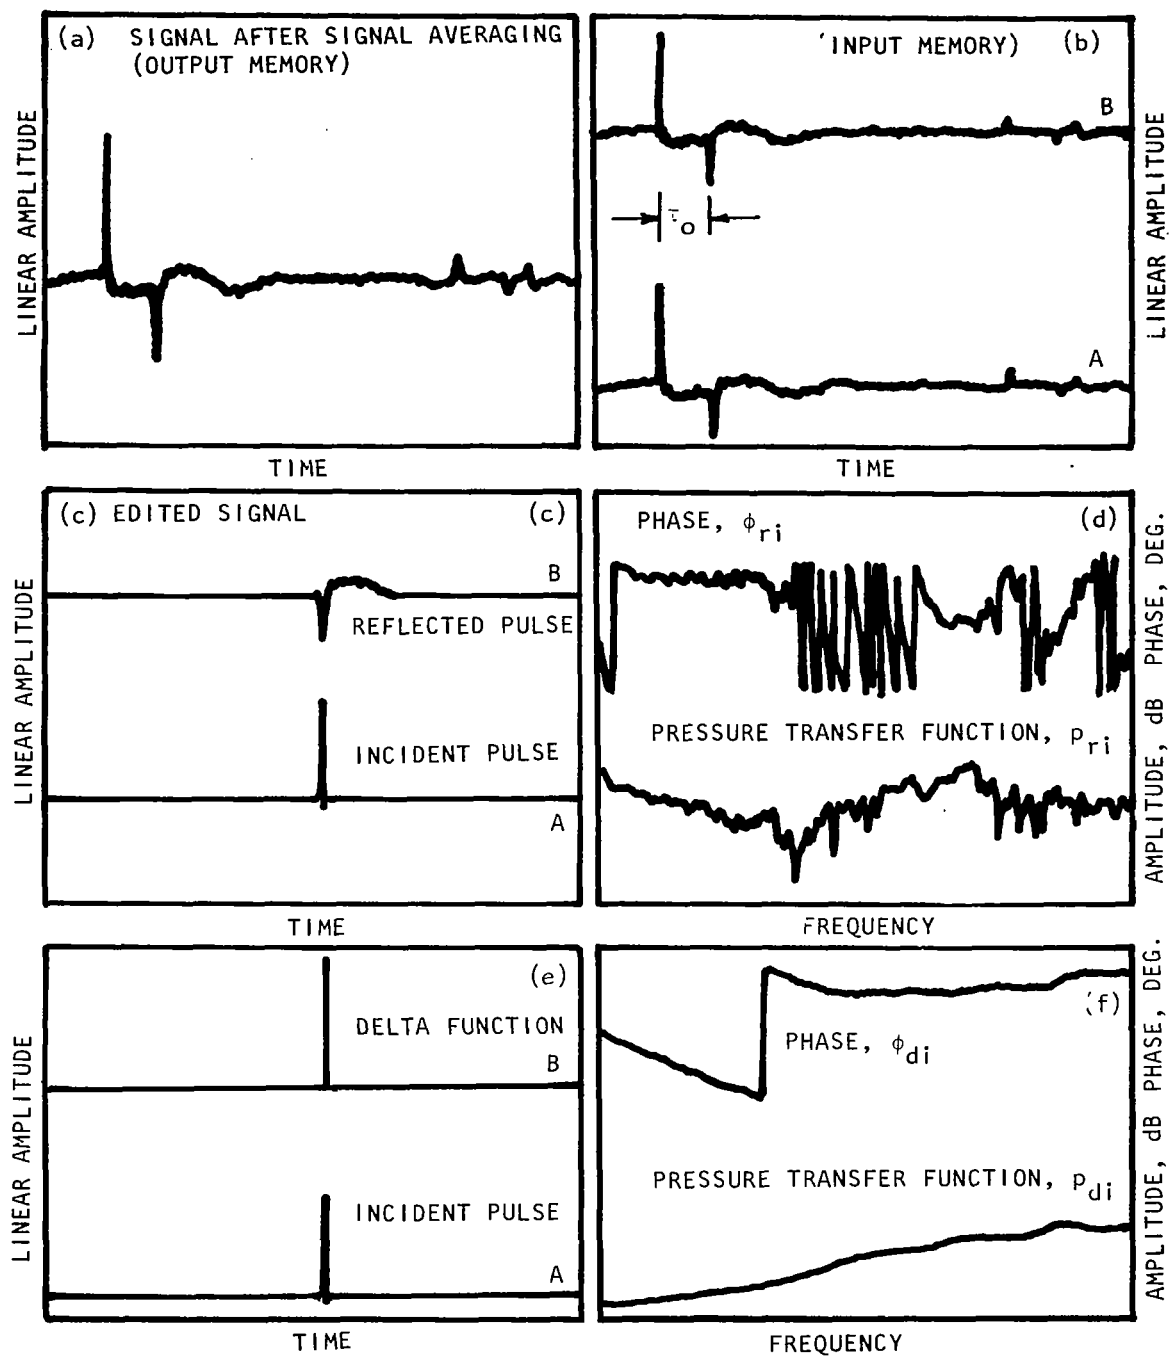 (a) SIGNAL AFTER SIGNAL AVERAGING
(OUTPUT MEMORY)
LINEAR AMPLITUDE
TIME
'INPUT MEMORY) (b)
B
τo
A
LINEAR AMPLITUDE
TIME
(c) EDITED SIGNAL (c)
B
REFLECTED PULSE
INCIDENT PULSE
A
LINEAR AMPLITUDE
TIME
PHASE, ϕri (d)
PRESSURE TRANSFER FUNCTION, pri
AMPLITUDE, dB PHASE, DEG.
FREQUENCY
(e)
DELTA FUNCTION
B
INCIDENT PULSE
A
LINEAR AMPLITUDE
TIME
(f)
PHASE, ϕdi
PRESSURE TRANSFER FUNCTION, pdi
AMPLITUDE, dB PHASE, DEG.
FREQUENCY